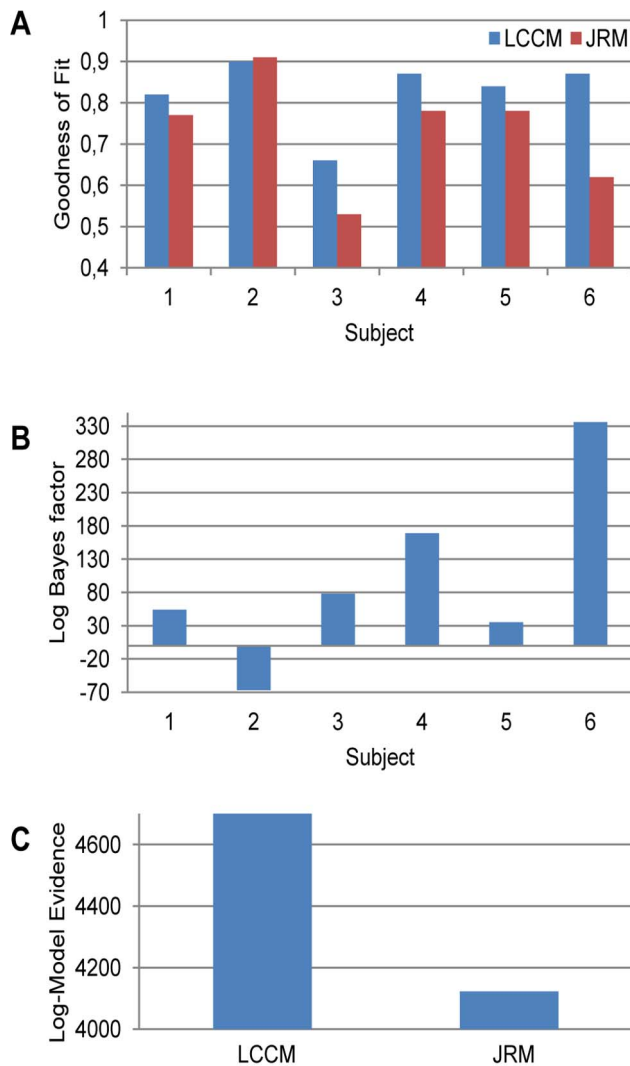 A
Goodness of Fit
LCCM JRM
1
0,9
0,8
0,7
0,6
0,5
0,4
1 2 3 4 5 6
Subject
B
Log Bayes factor
330
280
230
180
130
80
30
-20
-70
1 2 3 4 5 6
Subject
C
Log-Model Evidence
4600
4400
4200
4000
LCCM JRM